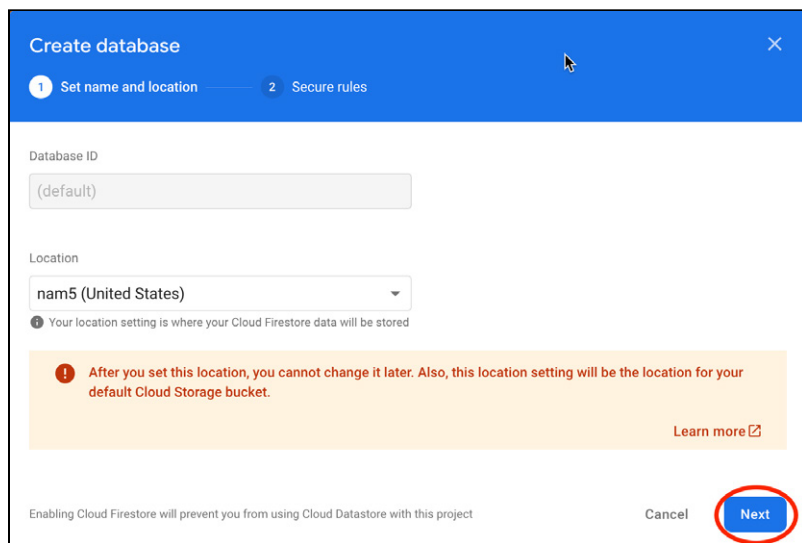 Create database
1 Set name and location 2 Secure rules
Database ID
(default)
Location
nam5 (United States)
Your location setting is where your Cloud Firestore data will be stored
After you set this location, you cannot change it later. Also, this location setting will be the location for your
default Cloud Storage bucket.
Learn more
Enabling Cloud Firestore will prevent you from using Cloud Datastore with this project
Cancel Next